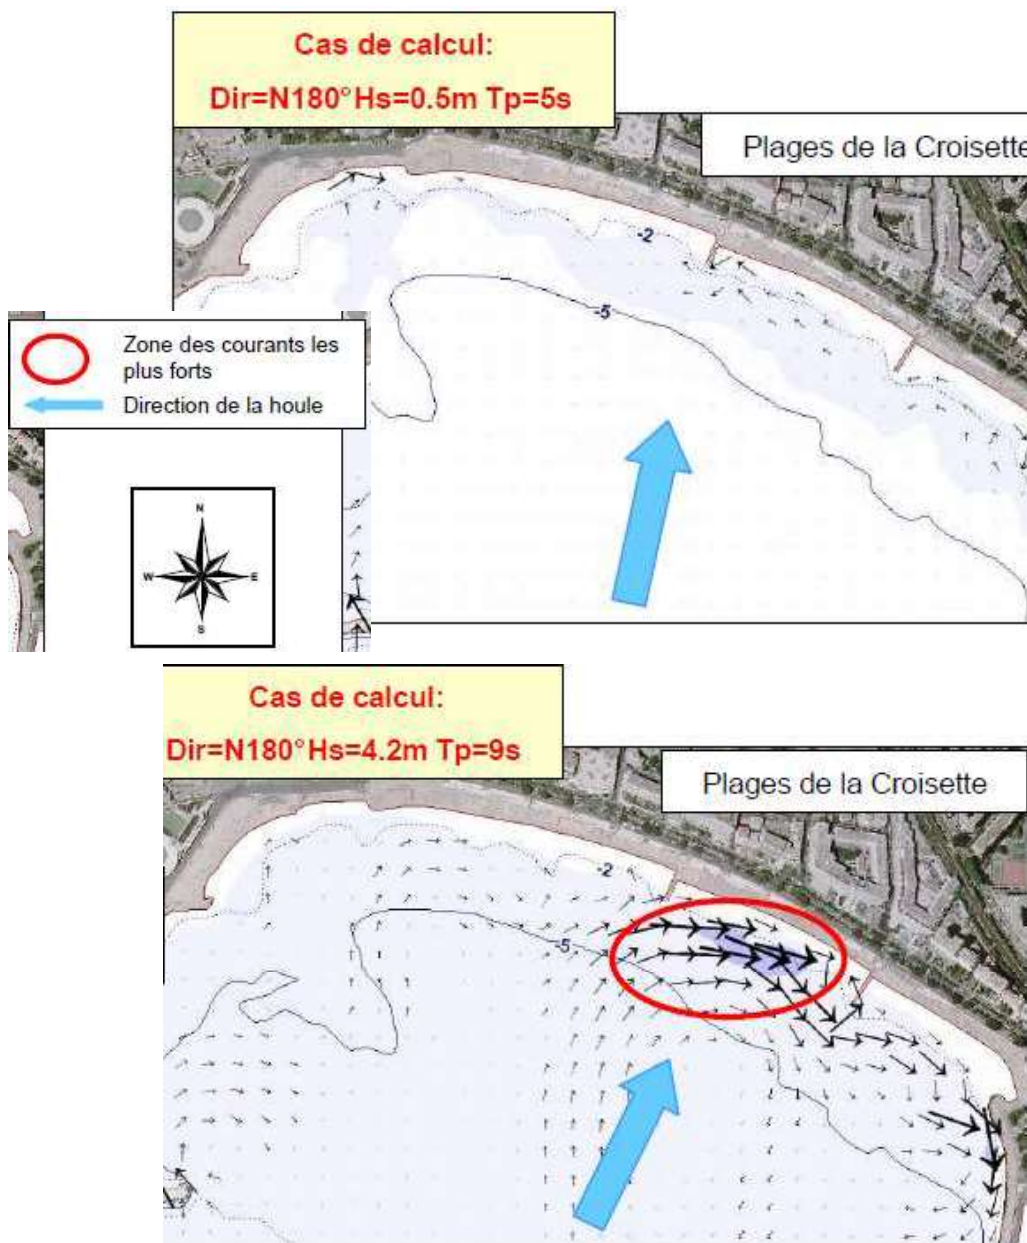 Cas de calcul:
Dir=N180° Hs=0.5m Tp=5s
Plages de la Croisette
-2
-5
Zone des courants les
plus forts
Direction de la houle
N
W E
S
Cas de calcul:
Dir=N180° Hs=4.2m Tp=9s
Plages de la Croisette
-2
-5